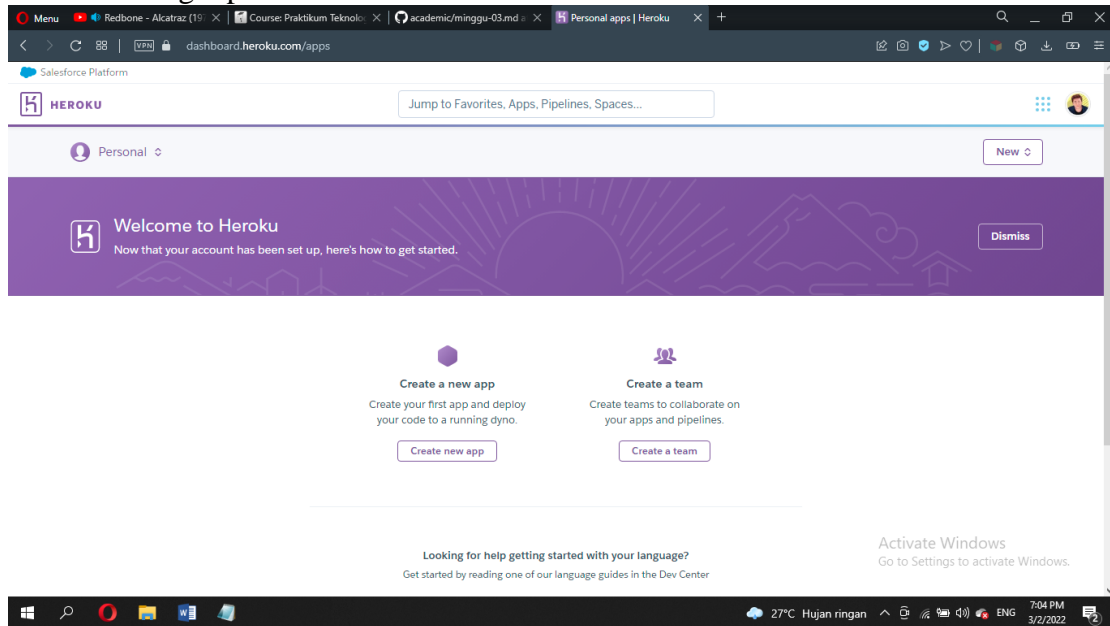 Menu
Redbone - Alcatraz (197
Course: Praktikum Teknolog
academic/minggu-03.md a
Personal apps | Heroku
VPN
dashboard.heroku.com/apps
Salesforce Platform
HEROKU
Jump to Favorites, Apps, Pipelines, Spaces...
Personal
New
Welcome to Heroku
Now that your account has been set up, here's how to get started.
Dismiss
Create a new app
Create your first app and deploy
your code to a running dyno.
Create new app
Create a team
Create teams to collaborate on
your apps and pipelines.
Create a team
Looking for help getting started with your language?
Get started by reading one of our language guides in the Dev Center
Activate Windows
Go to Settings to activate Windows.
27°C Hujan ringan
ENG
7:04 PM
3/2/2022
2